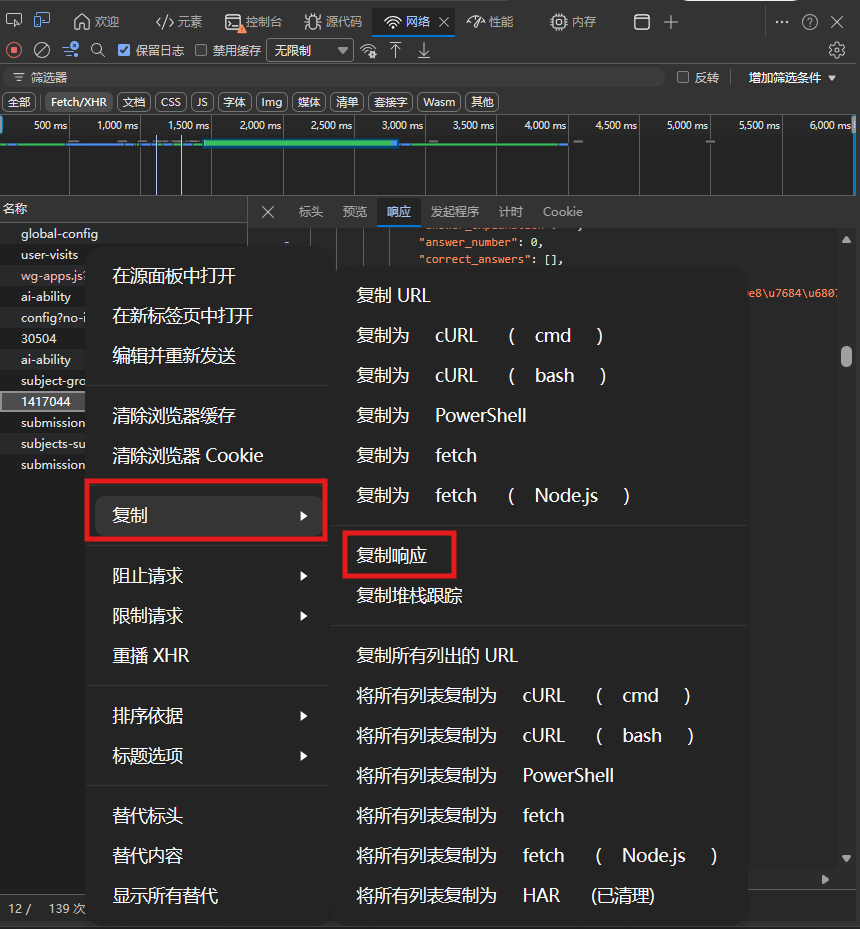 欢迎 元素 控制台 源代码 网络 性能 内存
保留日志 禁用缓存 无限制
筛选器 反转 增加筛选条件
全部 Fetch/XHR 文档 CSS JS 字体 Img 媒体 清单 套接字 Wasm 其他
500 ms 1,000 ms 1,500 ms 2,000 ms 2,500 ms 3,000 ms 3,500 ms 4,000 ms 4,500 ms 5,000 ms 5,500 ms 6,000 ms
名称
标头 预览 响应 发起程序 计时 Cookie
global-config
user-visits
wg-apps.js?
ai-ability
config?no-i
30504
ai-ability
subject-gro
1417044
submission
subjects-su
submission
"answer_number": 0,
"correct_answers": [],
e8\u7684\u6807
在源面板中打开
在新标签页中打开
编辑并重新发送
清除浏览器缓存
清除浏览器 Cookie
复制
阻止请求
限制请求
重播 XHR
排序依据
标题选项
替代标头
替代内容
显示所有替代
复制 URL
复制为 cURL ( cmd )
复制为 cURL ( bash )
复制为 PowerShell
复制为 fetch
复制为 fetch ( Node.js )
复制响应
复制堆栈跟踪
复制所有列出的 URL
将所有列表复制为 cURL ( cmd )
将所有列表复制为 cURL ( bash )
将所有列表复制为 PowerShell
将所有列表复制为 fetch
将所有列表复制为 fetch ( Node.js )
将所有列表复制为 HAR (已清理)
12 / 139 次